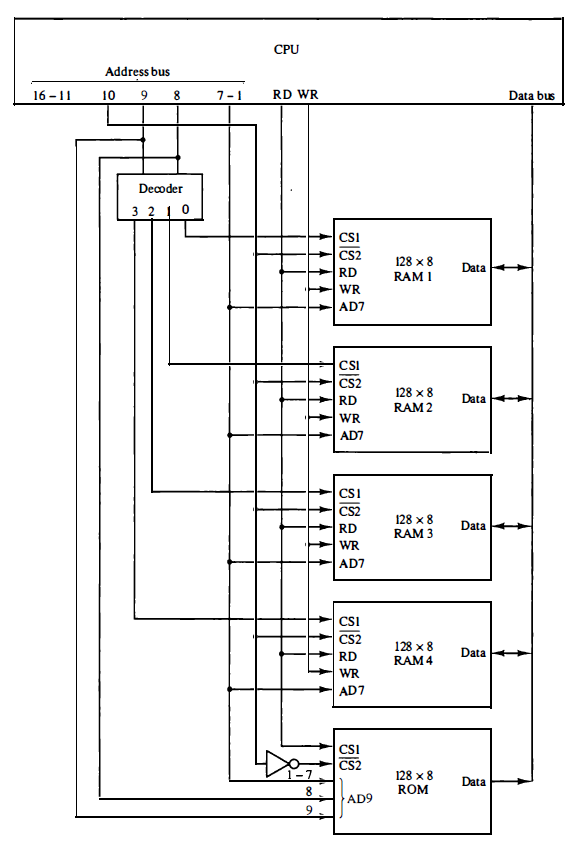 CPU
Address bus
16 – 11 10 9 8 7 – 1 RD WR Data bus
Decoder
3 2 1 0
CS1
CS2
RD
WR
AD7
128 × 8
RAM 1
Data
CS1
CS2
RD
WR
AD7
128 × 8
RAM 2
Data
CS1
CS2
RD
WR
AD7
128 × 8
RAM 3
Data
CS1
CS2
RD
WR
AD7
128 × 8
RAM 4
Data
CS1
CS2
1 – 7
8
9
AD9
128 × 8
ROM
Data